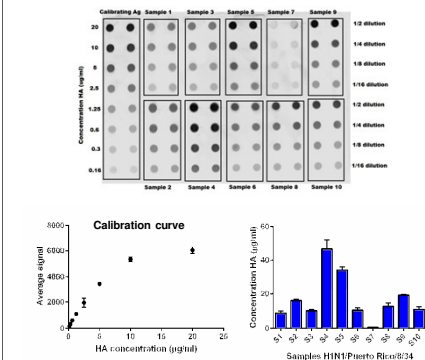 Calibrating Ag Sample 1 Sample 3 Sample 5 Sample 7 Sample 9
20 1/2 dilution
10 1/4 dilution
5 1/8 dilution
2.5 1/16 dilution
1.25 1/2 dilution
0.6 1/4 dilution
0.3 1/8 dilution
0.16 1/16 dilution
Concentration HA (ug/ml)
Sample 2 Sample 4 Sample 6 Sample 8 Sample 10
Calibration curve
Average signal
8000
6000
4000
2000
0
0 5 10 15 20 25
HA concentration (µg/ml)
Concentration HA (µg/ml)
60
40
20
0
S1 S2 S3 S4 S5 S6 S7 S8 S9 S10
Samples H1N1/Puerto Rico/8/34